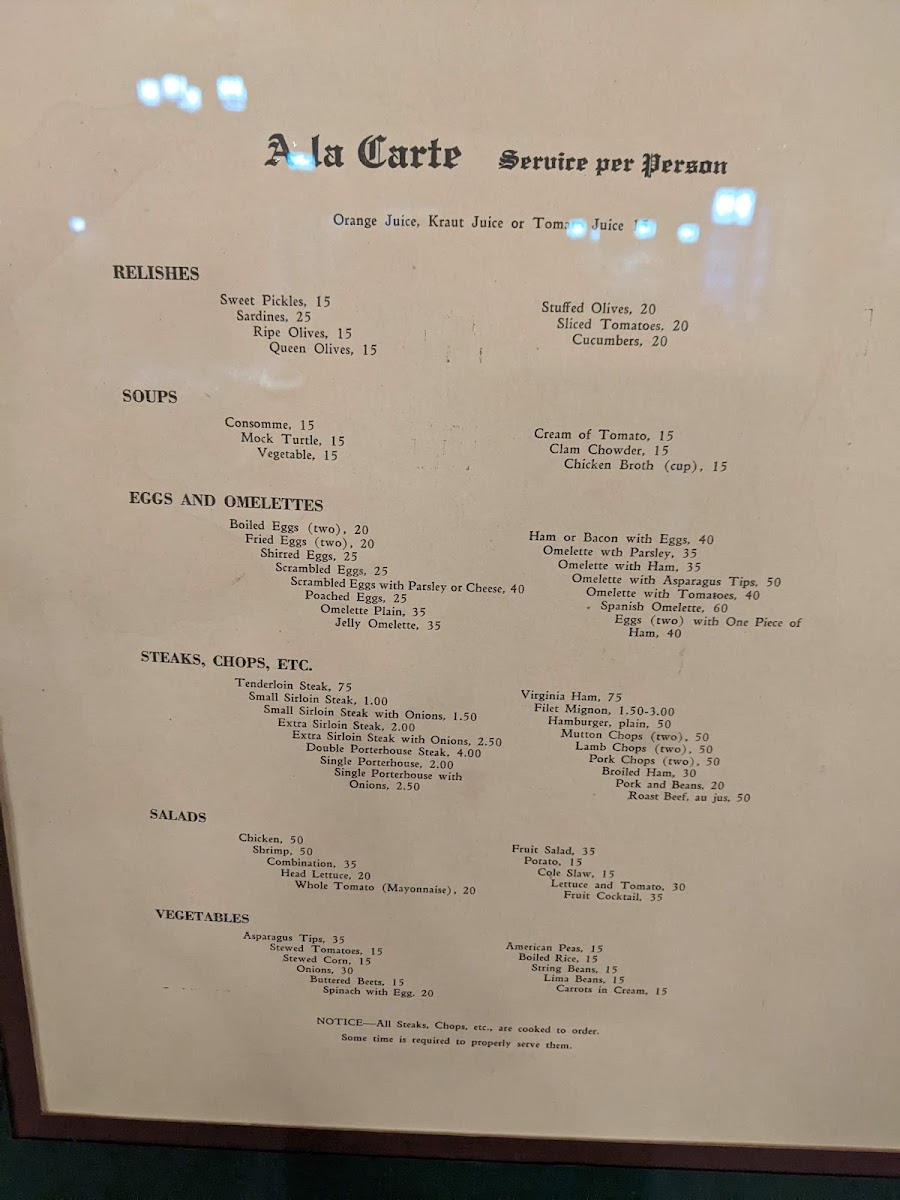 A la Carte Service per Person
Orange Juice, Kraut Juice or Juice
RELISHES
Sweet Pickles, 15
Sardines, 25
Ripe Olives, 15
Queen Olives, 15
Stuffed Olives, 20
Sliced Tomatoes, 20
Cucumbers, 20
SOUPS
Consomme, 15
Mock Turtle, 15
Vegetable, 15
Cream of Tomato, 15
Clam Chowder, 15
Chicken Broth (cup), 15
EGGS AND OMELETTES
Boiled Eggs (two), 20
Fried Eggs (two), 20
Shirred Eggs, 25
Scrambled Eggs, 25
Scrambled Eggs with Parsley or Cheese, 40
Poached Eggs, 25
Omelette Plain, 35
Jelly Omelette, 35
Ham or Bacon with Eggs, 40
Omelette wth Parsley, 35
Omelette with Ham, 35
Omelette with Asparagus Tips, 50
Omelette with Tomatoes, 40
Spanish Omelette, 60
Eggs (two) with One Piece of
Ham, 40
STEAKS, CHOPS, ETC.
Tenderloin Steak, 75
Small Sirloin Steak, 1.00
Small Sirloin Steak with Onions, 1.50
Extra Sirloin Steak, 2.00
Extra Sirloin Steak with Onions, 2.50
Double Porterhouse Steak, 4.00
Single Porterhouse, 2.00
Single Porterhouse with
Onions, 2.50
Virginia Ham, 75
Filet Mignon, 1.50-3.00
Hamburger, plain, 50
Mutton Chops (two), 50
Lamb Chops (two), 50
Pork Chops (two), 50
Broiled Ham, 30
Pork and Beans, 20
Roast Beef, au jus, 50
SALADS
Chicken, 50
Shrimp, 50
Combination, 35
Head Lettuce, 20
Whole Tomato (Mayonnaise), 20
Fruit Salad, 35
Potato, 15
Cole Slaw, 15
Lettuce and Tomato, 30
Fruit Cocktail, 35
VEGETABLES
Asparagus Tips, 35
Stewed Tomatoes, 15
Stewed Corn, 15
Onions, 30
Buttered Beets, 15
Spinach with Egg, 20
American Peas, 15
Boiled Rice, 15
String Beans, 15
Lima Beans, 15
Carrots in Cream, 15
NOTICE—All Steaks, Chops, etc., are cooked to order.
Some time is required to properly serve them.